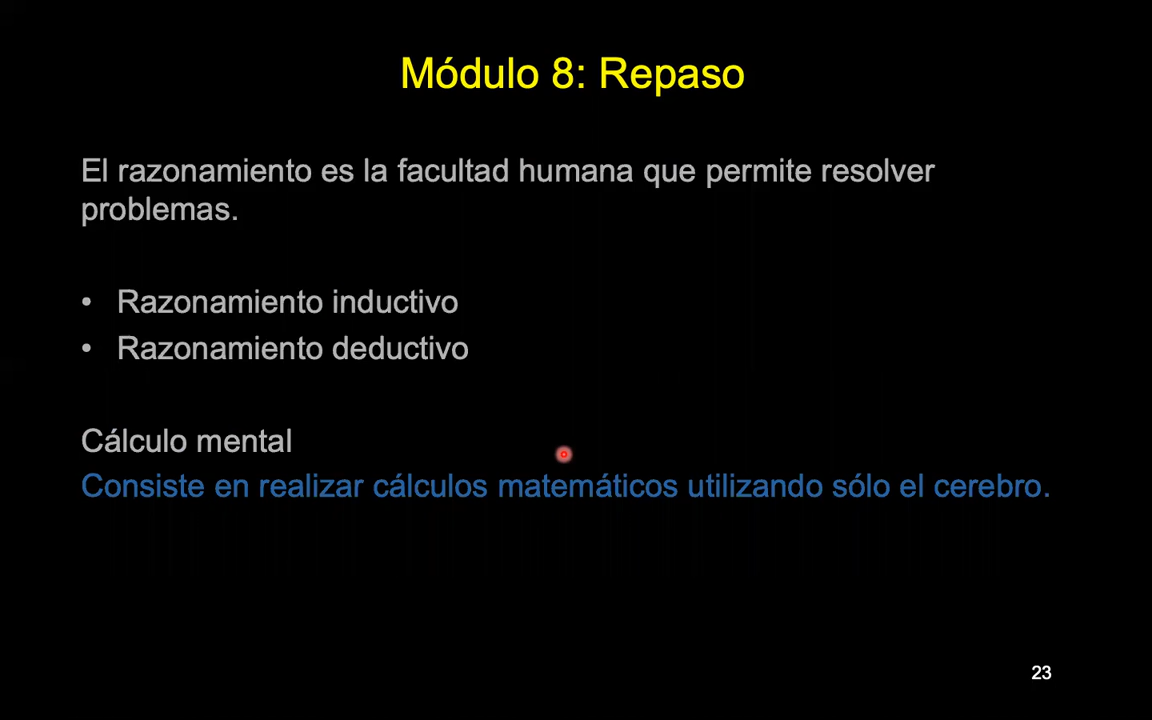 Módulo 8: Repaso
El razonamiento es la facultad humana que permite resolver
problemas.
• Razonamiento inductivo
• Razonamiento deductivo
Cálculo mental
Consiste en realizar cálculos matemáticos utilizando sólo el cerebro.
23